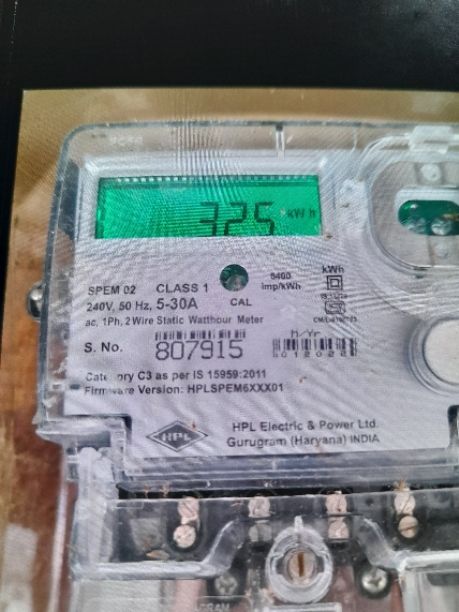 325 kWh
SPEM 02 CLASS 1
240V, 50 Hz, 5-30A CAL
imp/kWh
kWh
ac, 1Ph, 2 Wire Static Watthour Meter
S. No. 807915
M/Yr
Category C3 as per IS 15959:2011
Firmware Version: HPLSPEM6XXX01
HPL
HPL Electric & Power Ltd.
Gurugram (Haryana) INDIA